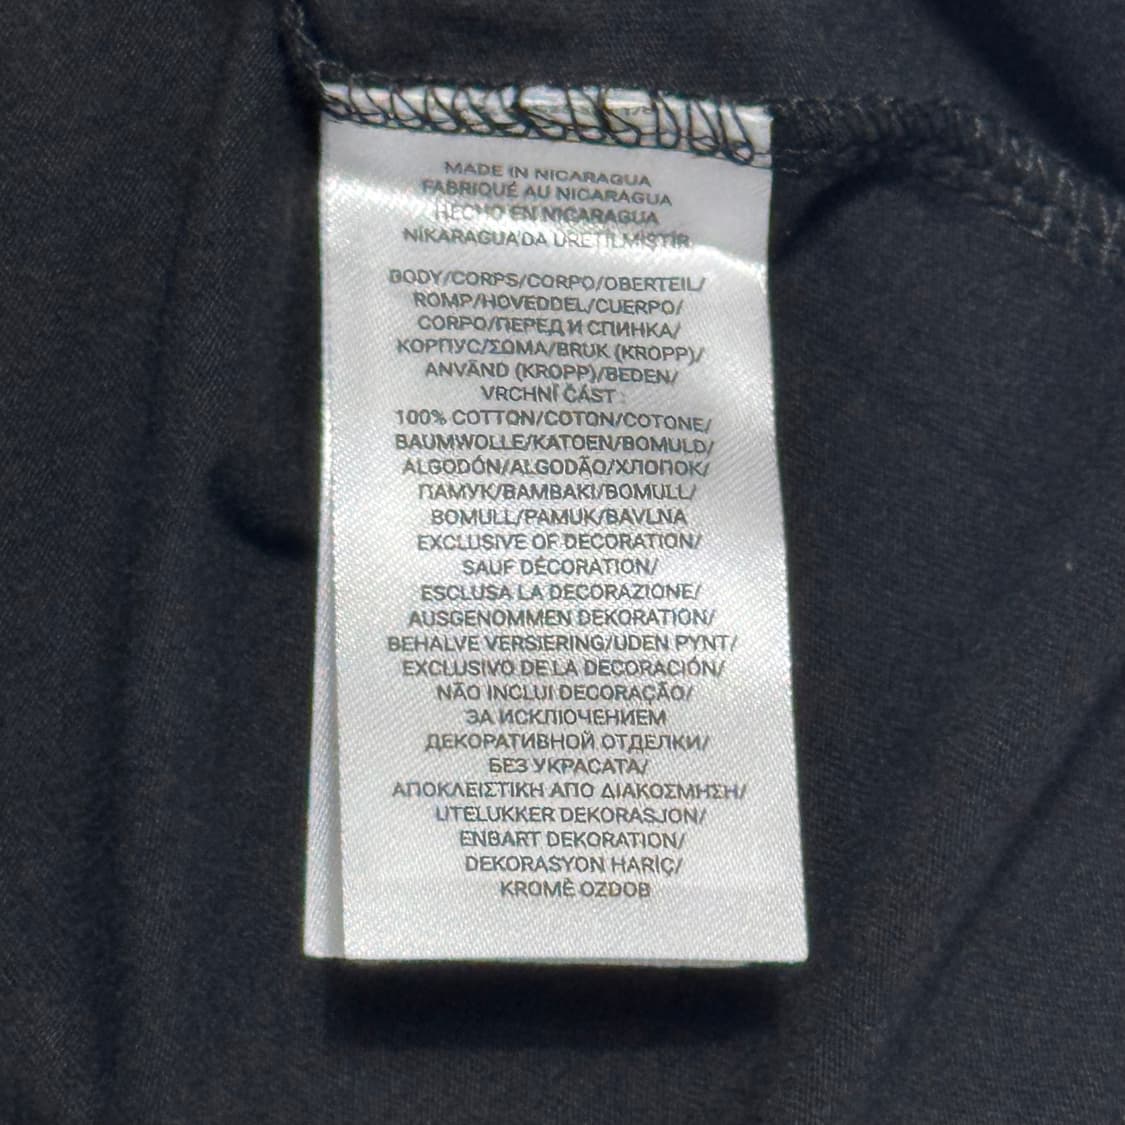 MADE IN NICARAGUA
FABRIQUÉ AU NICARAGUA
HECHO EN NICARAGUA
NİKARAGUA'DA ÜRETİLMİŞTİR
BODY/CORPS/CORPO/OBERTEIL/
ROMP/HOVEDDEL/CUERPO/
CORPO/ПЕРЕД И СПИНКА/
КОРПУС/ΣΩΜΑ/BRUK (KROPP)/
ANVÄND (KROPP)/BEDEN/
VRCHNÍ ČÁST :
100% COTTON/COTON/COTONE/
BAUMWOLLE/KATOEN/BOMULD/
ALGODÓN/ALGODÃO/ХЛОПОК/
ПАМУК/ΒΑΜΒΑΚΙ/BOMULL/
BOMULL/PAMUK/BAVLNA
EXCLUSIVE OF DECORATION/
SAUF DÉCORATION/
ESCLUSA LA DECORAZIONE/
AUSGENOMMEN DEKORATION/
BEHALVE VERSIERING/UDEN PYNT/
EXCLUSIVO DE LA DECORACIÓN/
NÃO INCLUI DECORAÇÃO/
ЗА ИСКЛЮЧЕНИЕМ
ДЕКОРАТИВНОЙ ОТДЕЛКИ/
БЕЗ УКРАСАТА/
ΑΠΟΚΛΕΙΣΤΙΚΗ ΑΠΟ ΔΙΑΚΟΣΜΗΣΗ/
UTELUKKER DEKORASJON/
ENBART DEKORATION/
DEKORASYON HARİÇ/
KROMĚ OZDOB